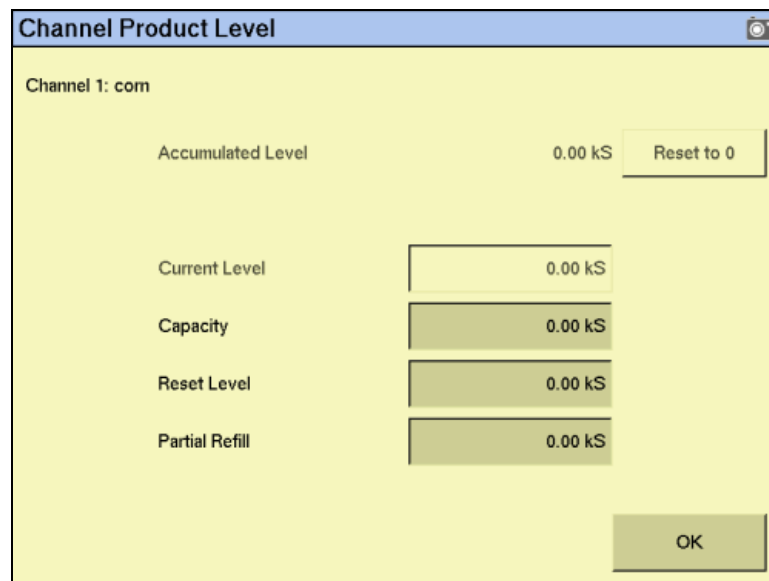 Channel Product Level
Channel 1: corn
Accumulated Level 0.00 kS Reset to 0
Current Level 0.00 kS
Capacity 0.00 kS
Reset Level 0.00 kS
Partial Refill 0.00 kS
OK